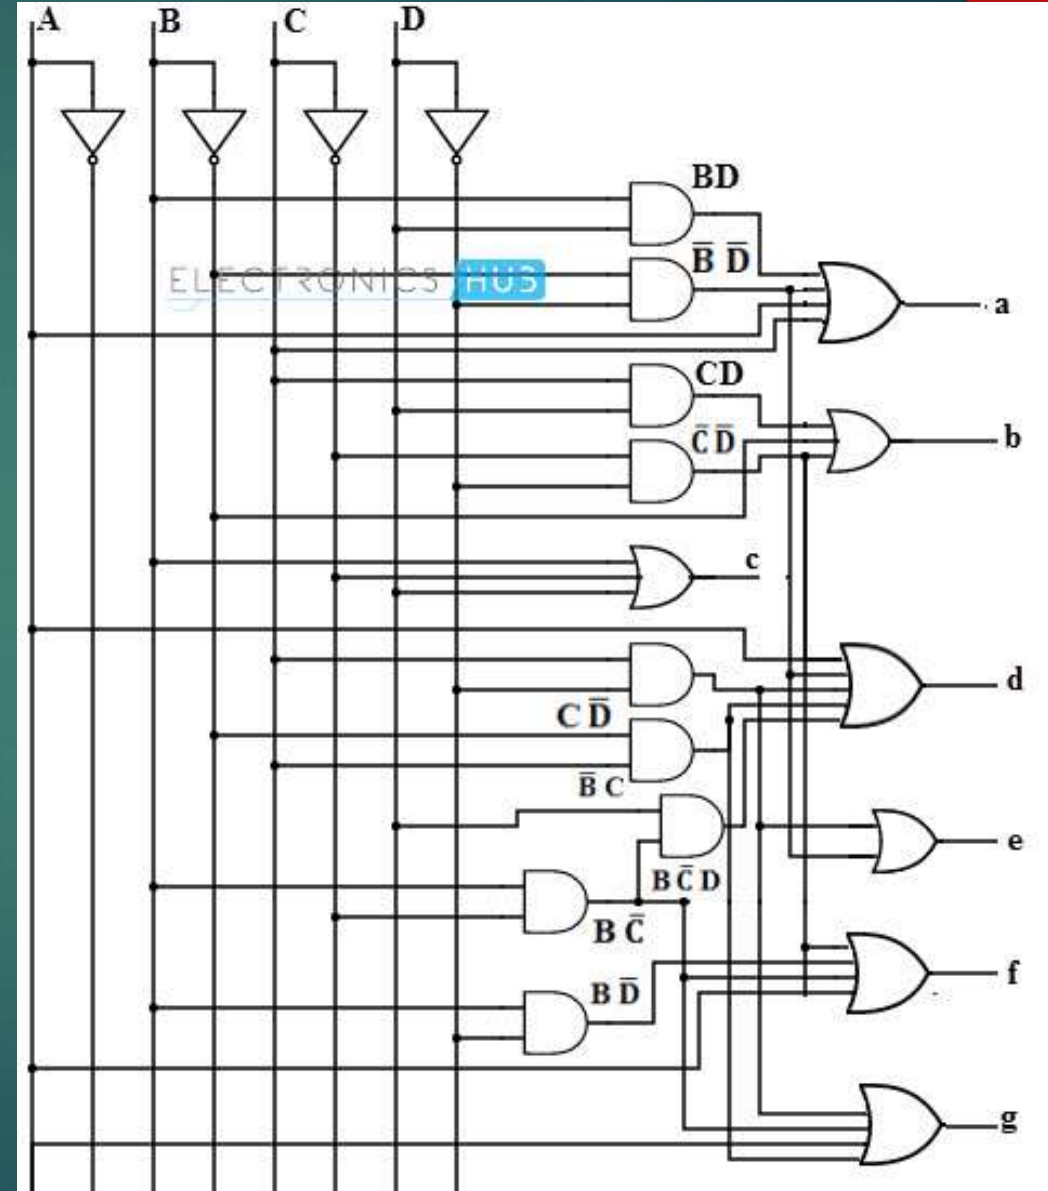 A B C D
BD
B̅ D̅
ELECTRONICS HUB
a
CD
C̅ D̅
b
c
d
C D̅
B̅ C
e
B C̅ D
B C̅
f
B D̅
g